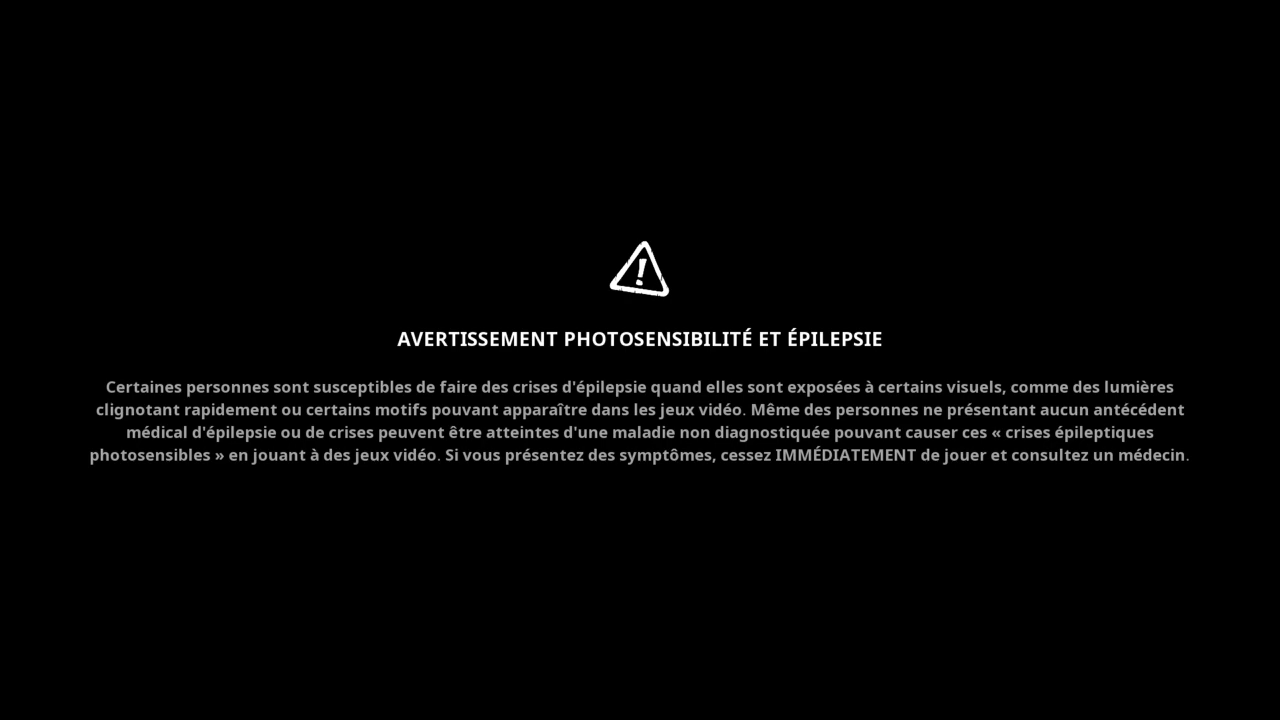 AVERTISSEMENT PHOTOSENSIBILITÉ ET ÉPILEPSIE
Certaines personnes sont susceptibles de faire des crises d'épilepsie quand elles sont exposées à certains visuels, comme des lumières
clignotant rapidement ou certains motifs pouvant apparaître dans les jeux vidéo. Même des personnes ne présentant aucun antécédent
médical d'épilepsie ou de crises peuvent être atteintes d'une maladie non diagnostiquée pouvant causer ces « crises épileptiques
photosensibles » en jouant à des jeux vidéo. Si vous présentez des symptômes, cessez IMMÉDIATEMENT de jouer et consultez un médecin.